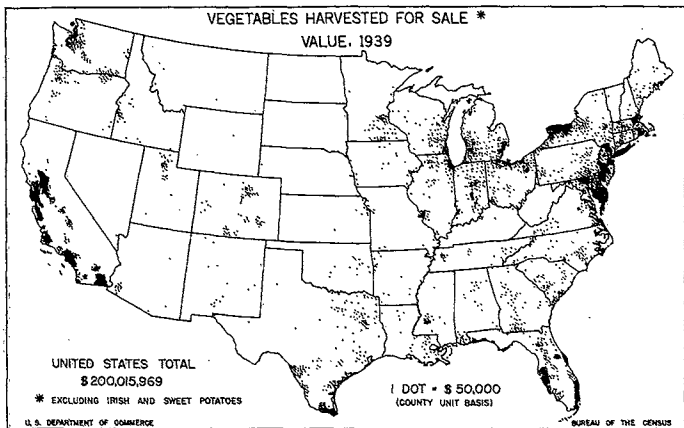 VEGETABLES HARVESTED FOR SALE *
VALUE, 1939
UNITED STATES TOTAL
$200,015,969
* EXCLUDING IRISH AND SWEET POTATOES
1 DOT = $50,000
(COUNTY UNIT BASIS)
U. S. DEPARTMENT OF COMMERCE
BUREAU OF THE CENSUS